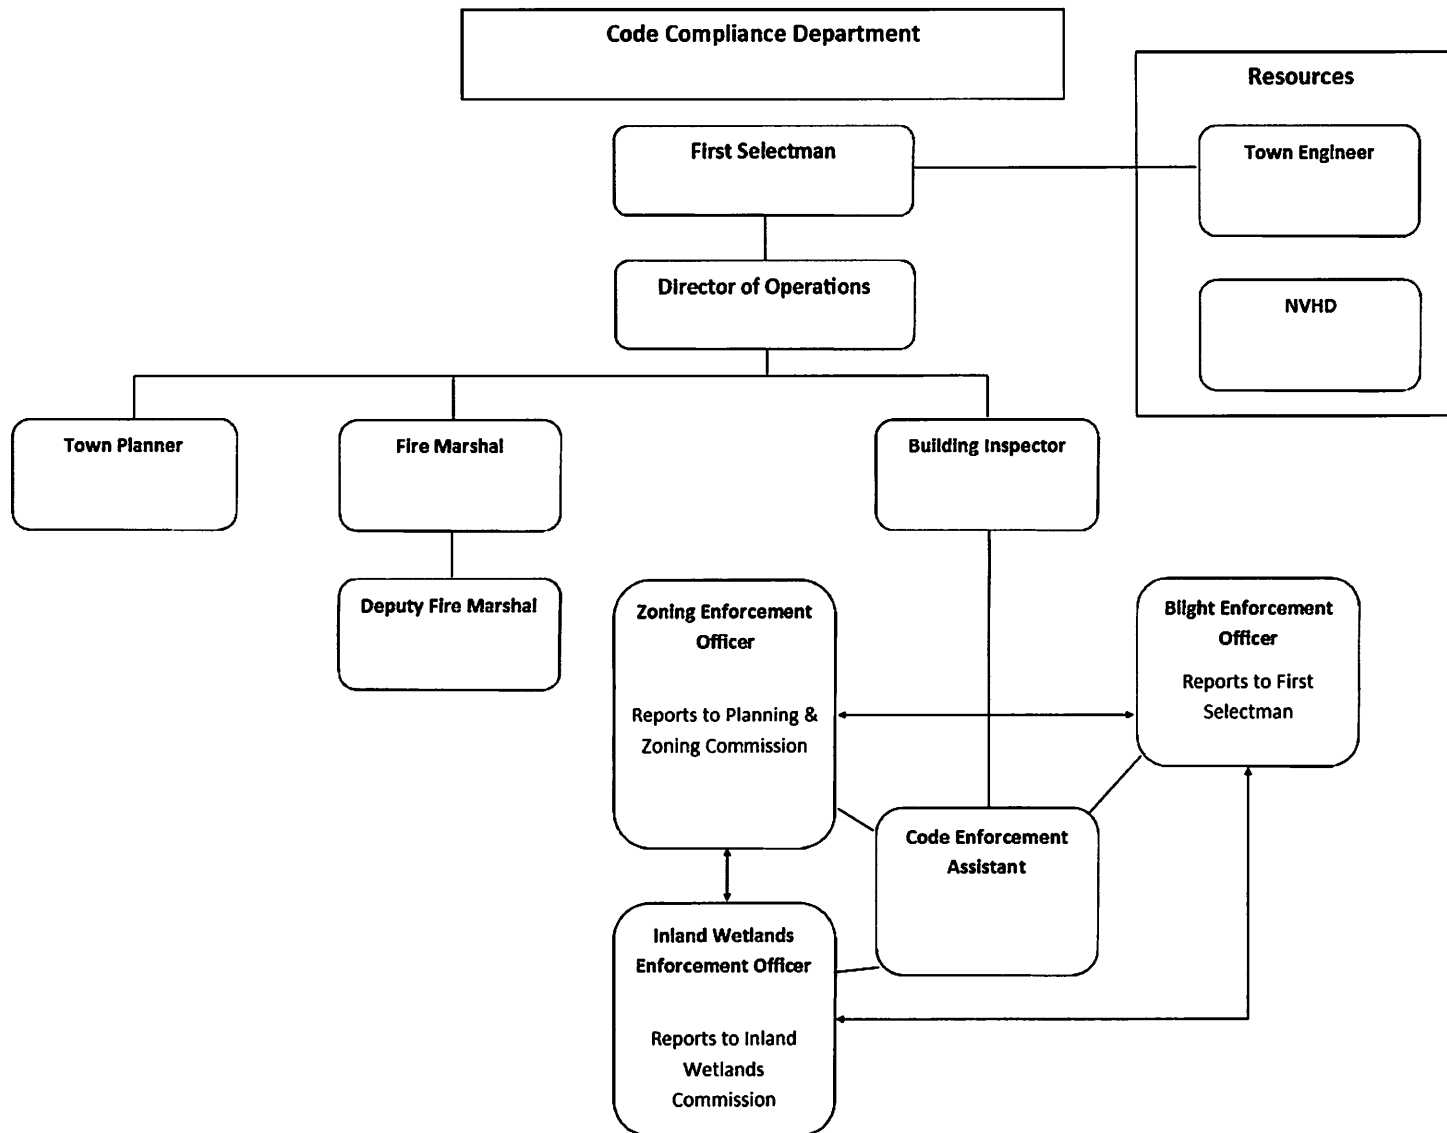 Code Compliance Department
Resources
First Selectman
Town Engineer
Director of Operations
NVHD
Town Planner
Fire Marshal
Building Inspector
Deputy Fire Marshal
Zoning Enforcement
Officer
Reports to Planning &
Zoning Commission
Blight Enforcement
Officer
Reports to First
Selectman
Code Enforcement
Assistant
Inland Wetlands
Enforcement Officer
Reports to Inland
Wetlands
Commission